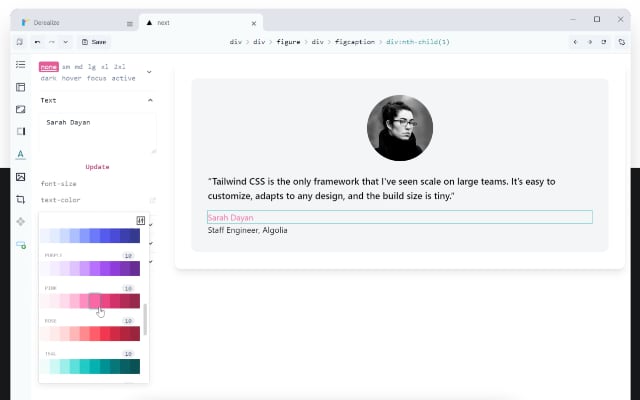 Derealize
next
Save
div > div > figure > div > figcaption > div:nth-child(1)
none sm md lg xl 2xl
dark hover focus active
Text
Sarah Dayan
Update
font-size
text-color
PURPLE 10
PINK 10
ROSE 10
TEAL 10
“Tailwind CSS is the only framework that I’ve seen scale on large teams. It’s easy to
customize, adapts to any design, and the build size is tiny.”
Sarah Dayan
Staff Engineer, Algolia